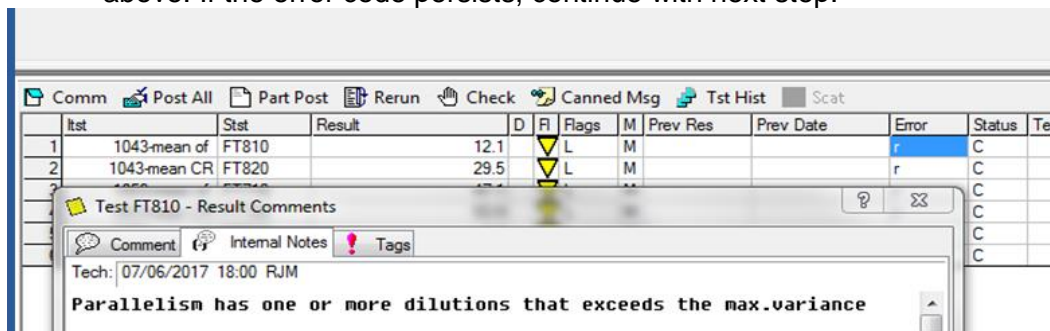 above. If the error code persists, continue with next step.
Comm Post All Part Post Rerun Check Canned Msg Tst Hist Scat
Itst Stst Result D Fl Flags M Prev Res Prev Date Error Status Te
1 1043-mean of FT810 12.1 L M r C
2 1043-mean CR FT820 29.5 L M r C
C
Test FT810 - Result Comments
C
Comment Internal Notes Tags
C
Tech: 07/06/2017 18:00 RJM
C
Parallelism has one or more dilutions that exceeds the max.variance